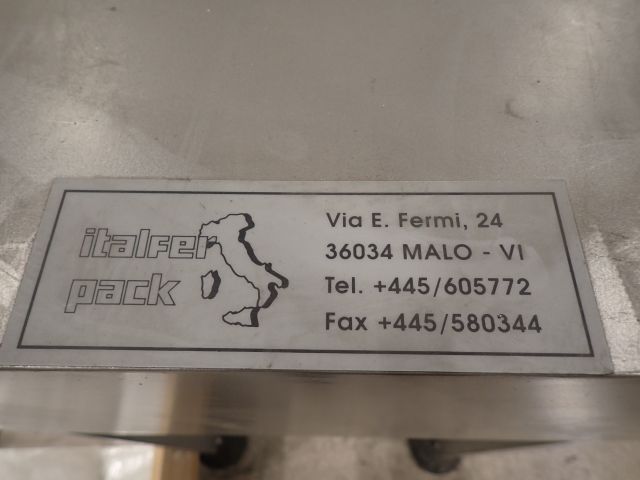 italfer
pack
Via E. Fermi, 24
36034 MALO - VI
Tel. +445/605772
Fax +445/580344